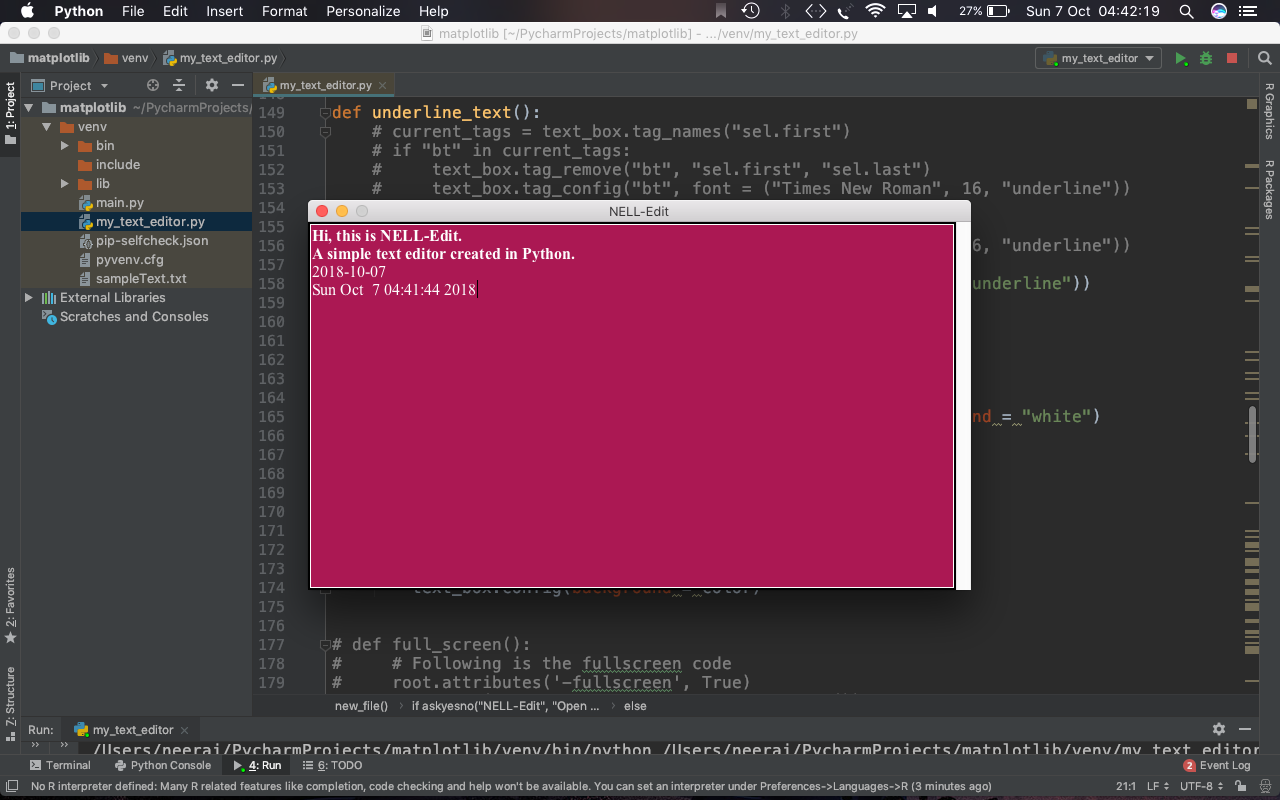 Python File Edit Insert Format Personalize Help 27% Sun 7 Oct 04:42:19
matplotlib [~/PycharmProjects/matplotlib] - .../venv/my_text_editor.py
matplotlib venv my_text_editor.py my_text_editor
1: Project
Project
my_text_editor.py
matplotlib ~/PycharmProjects/
venv
bin
include
lib
main.py
my_text_editor.py
pip-selfcheck.json
pyvenv.cfg
sampleText.txt
External Libraries
Scratches and Consoles
149 def underline_text():
150 # current_tags = text_box.tag_names("sel.first")
151 # if "bt" in current_tags:
152 # text_box.tag_remove("bt", "sel.first", "sel.last")
153 # text_box.tag_config("bt", font = ("Times New Roman", 16, "underline"))
154
155
156 6, "underline"))
157
158 underline"))
159
160
161
162
163
164
165 nd = "white")
166
167
168
169
170
171
172
173
174 text_box.config(background = color)
175
176
177 # def full_screen():
178 # # Following is the fullscreen code
179 # root.attributes('-fullscreen', True)
NELL-Edit
Hi, this is NELL-Edit.
A simple text editor created in Python.
2018-10-07
Sun Oct 7 04:41:44 2018
R Graphics
R Packages
2: Favorites
7: Structure
new_file() if askyesno("NELL-Edit", "Open ... else
Run: my_text_editor
/Users/neeraj/PycharmProjects/matplotlib/venv/bin/python /Users/neeraj/PycharmProjects/matplotlib/venv/my_text_editor
Terminal Python Console 4: Run 6: TODO 2 Event Log
No R interpreter defined: Many R related features like completion, code checking and help won't be available. You can set an interpreter under Preferences->Languages->R (3 minutes ago) 21:1 LF UTF-8